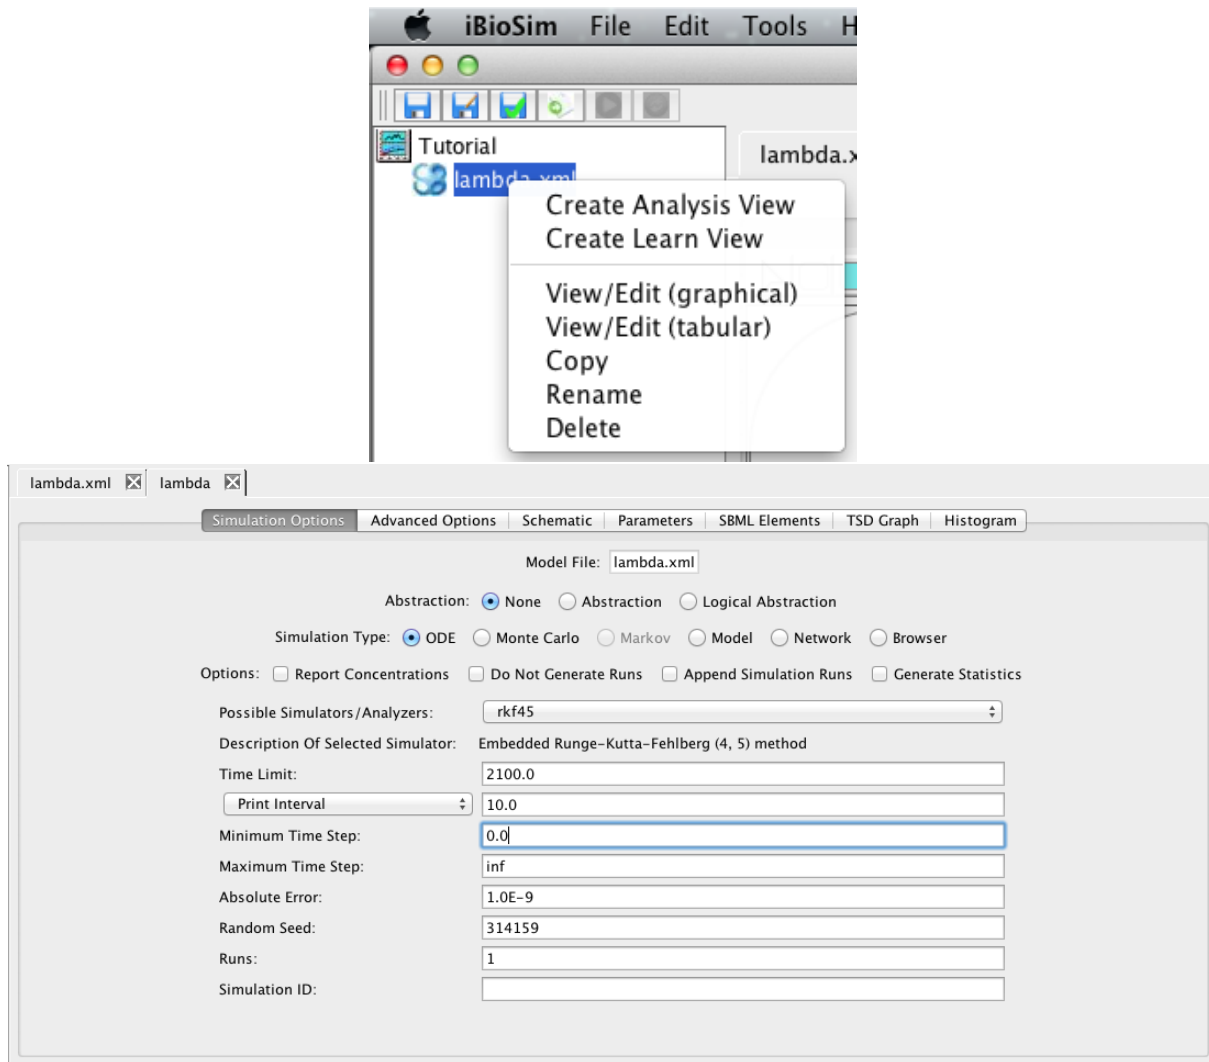 iBioSim File Edit Tools H
Tutorial
lambda.xml
lambda.x
Create Analysis View
Create Learn View
View/Edit (graphical)
View/Edit (tabular)
Copy
Rename
Delete
lambda.xml lambda
Simulation Options Advanced Options Schematic Parameters SBML Elements TSD Graph Histogram
Model File: lambda.xml
Abstraction: None Abstraction Logical Abstraction
Simulation Type: ODE Monte Carlo Markov Model Network Browser
Options: Report Concentrations Do Not Generate Runs Append Simulation Runs Generate Statistics
Possible Simulators/Analyzers: rkf45
Description Of Selected Simulator: Embedded Runge-Kutta-Fehlberg (4, 5) method
Time Limit: 2100.0
Print Interval 10.0
Minimum Time Step: 0.0
Maximum Time Step: inf
Absolute Error: 1.0E-9
Random Seed: 314159
Runs: 1
Simulation ID: